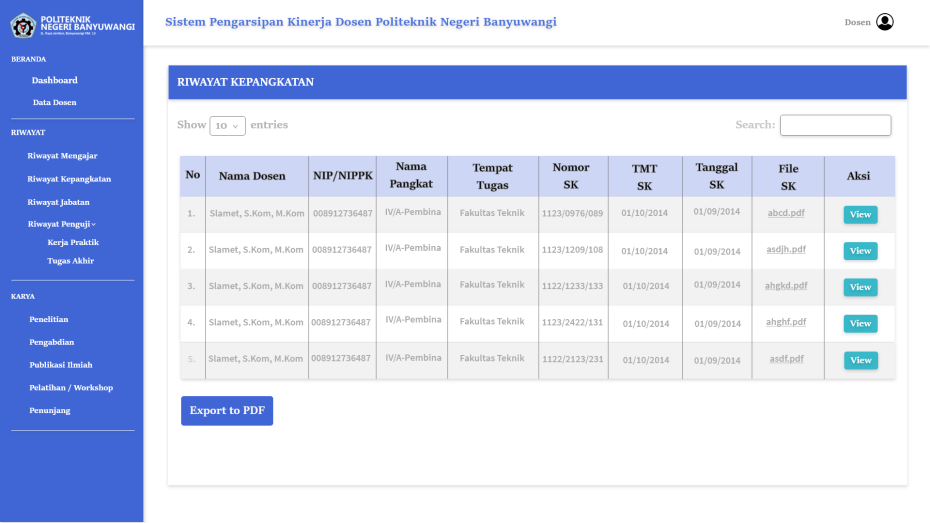 POLITEKNIK
NEGERI BANYUWANGI
Sistem Pengarsipan Kinerja Dosen Politeknik Negeri Banyuwangi
Dosen
BERANDA
Dashboard
Data Dosen
RIWAYAT
Riwayat Mengajar
Riwayat Kepangkatan
Riwayat Jabatan
Riwayat Penguji
Kerja Praktik
Tugas Akhir
KARYA
Penelitian
Pengabdian
Publikasi Ilmiah
Pelatihan / Workshop
Penunjang
RIWAYAT KEPANGKATAN
Show 10 entries
Search:
No Nama Dosen NIP/NIPPK Nama Pangkat Tempat Tugas Nomor SK TMT SK Tanggal SK File SK Aksi
1. Slamet, S.Kom, M.Kom 008912736487 IV/A-Pembina Fakultas Teknik 1123/0976/089 01/10/2014 01/09/2014 abcd.pdf View
2. Slamet, S.Kom, M.Kom 008912736487 IV/A-Pembina Fakultas Teknik 1123/1209/108 01/10/2014 01/09/2014 asdjh.pdf View
3. Slamet, S.Kom, M.Kom 008912736487 IV/A-Pembina Fakultas Teknik 1122/1233/133 01/10/2014 01/09/2014 ahgkd.pdf View
4. Slamet, S.Kom, M.Kom 008912736487 IV/A-Pembina Fakultas Teknik 1123/2422/131 01/10/2014 01/09/2014 ahghf.pdf View
5. Slamet, S.Kom, M.Kom 008912736487 IV/A-Pembina Fakultas Teknik 1122/2123/231 01/10/2014 01/09/2014 asdf.pdf View
Export to PDF